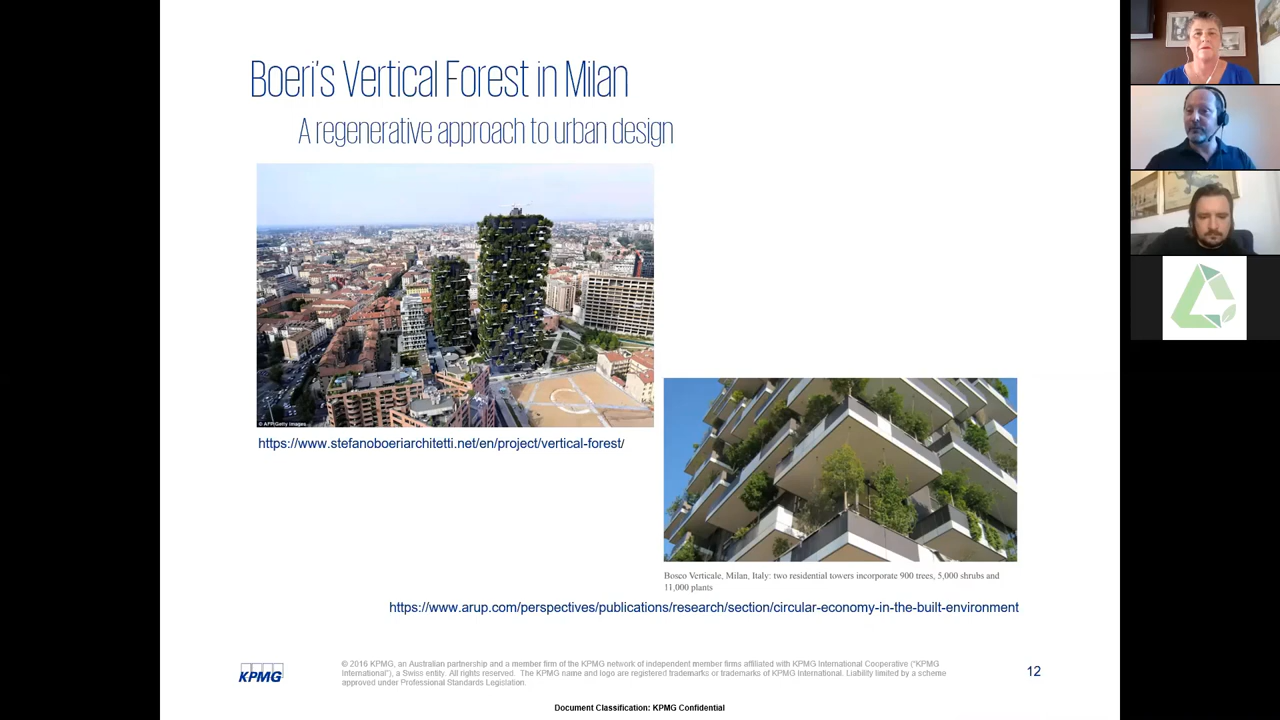 Boeri's Vertical Forest in Milan
A regenerative approach to urban design
© AFP/Getty Images
https://www.stefanoboeriarchitetti.net/en/project/vertical-forest/
Bosco Verticale, Milan, Italy: two residential towers incorporate 900 trees, 5,000 shrubs and
11,000 plants
https://www.arup.com/perspectives/publications/research/section/circular-economy-in-the-built-environment
KPMG
© 2016 KPMG, an Australian partnership and a member firm of the KPMG network of independent member firms affiliated with KPMG International Cooperative ("KPMG
International"), a Swiss entity. All rights reserved. The KPMG name and logo are registered trademarks or trademarks of KPMG International. Liability limited by a scheme
approved under Professional Standards Legislation.
12
Document Classification: KPMG Confidential